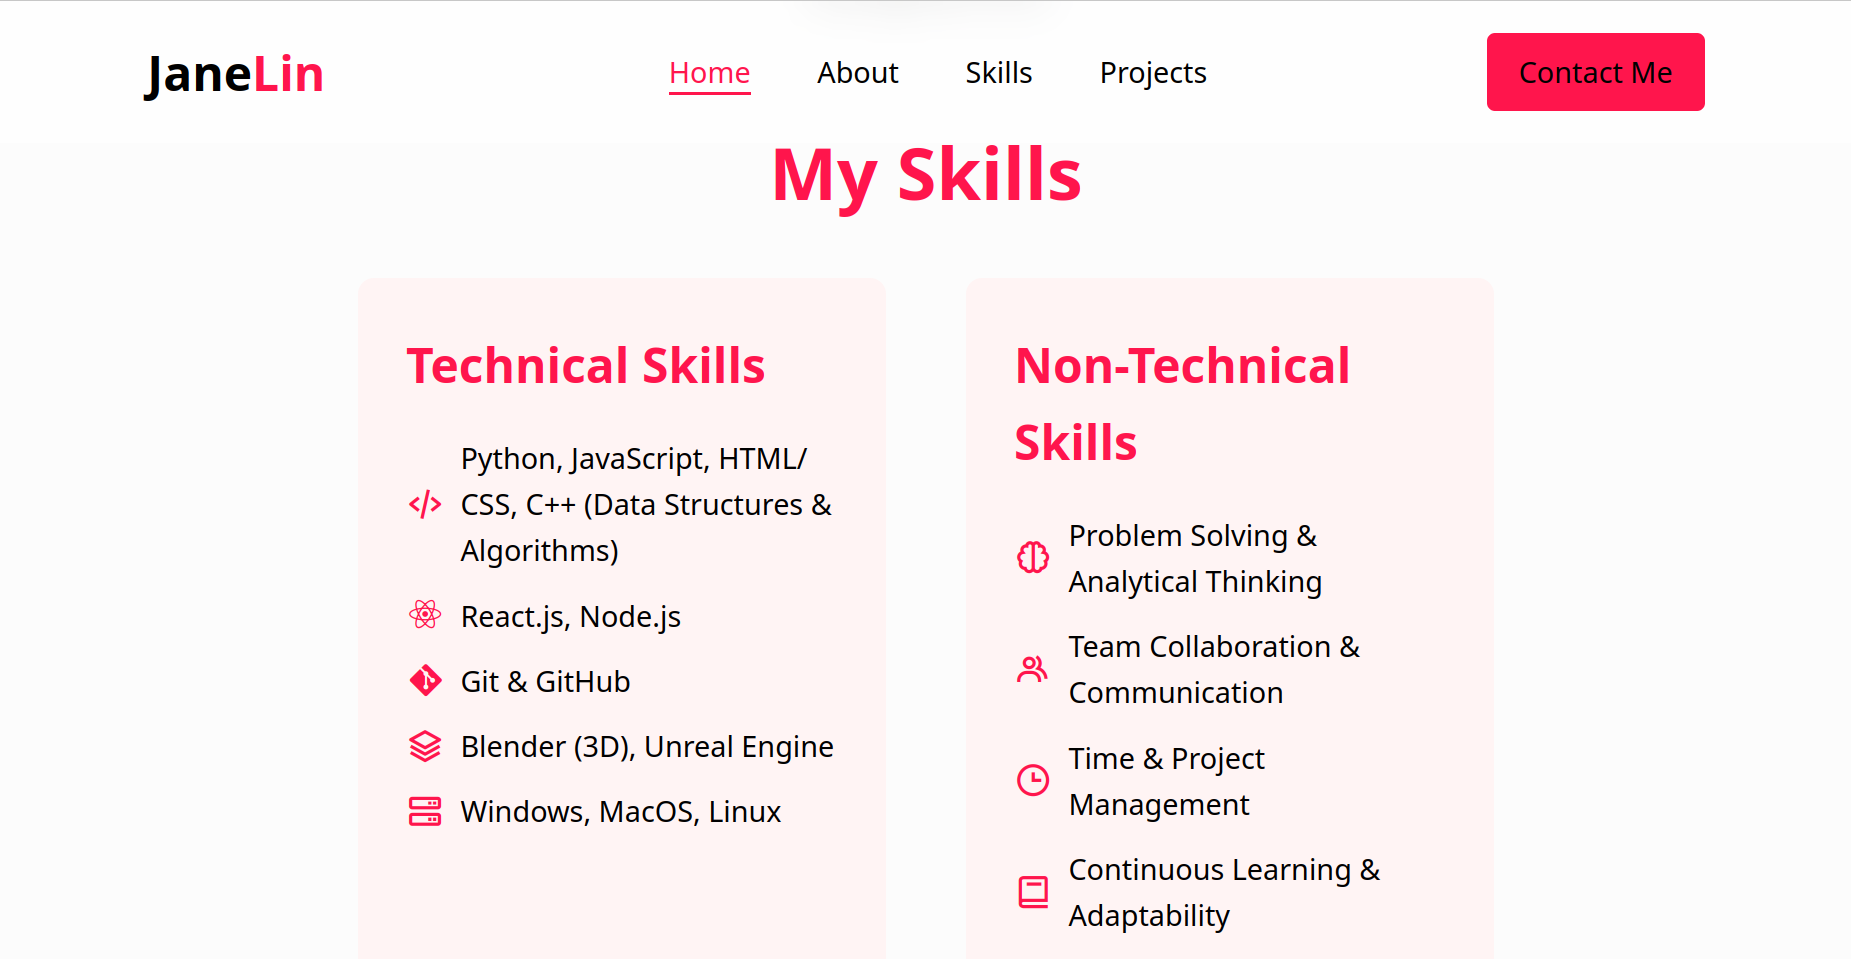 JaneLin
Home About Skills Projects
Contact Me
My Skills
Technical Skills
Python, JavaScript, HTML/
CSS, C++ (Data Structures &
Algorithms)
React.js, Node.js
Git & GitHub
Blender (3D), Unreal Engine
Windows, MacOS, Linux
Non-Technical
Skills
Problem Solving &
Analytical Thinking
Team Collaboration &
Communication
Time & Project
Management
Continuous Learning &
Adaptability